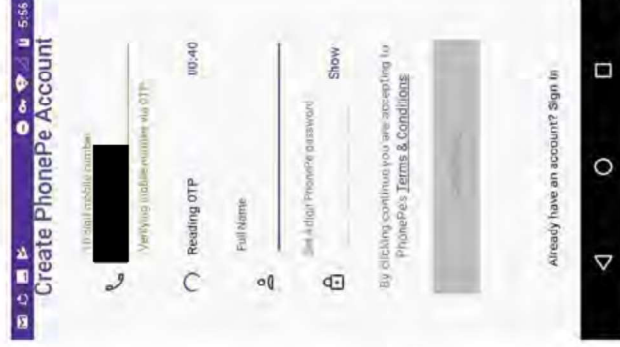 5:56
Create PhonePe Account
10 digit mobile number
Verifying mobile number via OTP
Reading OTP
00:40
Full Name
Set 4 digit PhonePe password
Show
By clicking continue you are accepting to
PhonePe's Terms & Conditions
Already have an account? Sign In